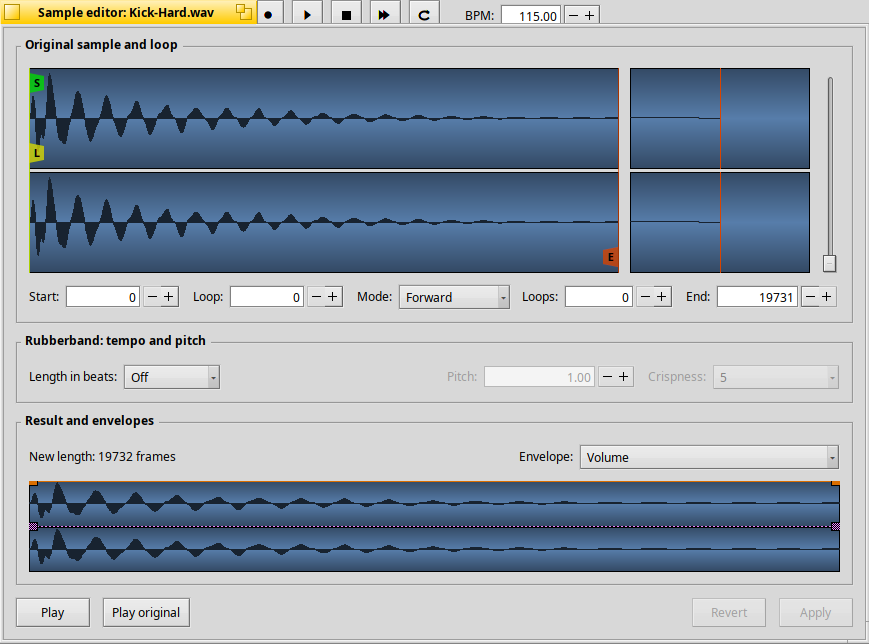 Sample editor: Kick-Hard.wav BPM: 115.00
Original sample and loop
S
L
E
Start: 0 Loop: 0 Mode: Forward Loops: 0 End: 19731
Rubberband: tempo and pitch
Length in beats: Off Pitch: 1.00 Crispness: 5
Result and envelopes
New length: 19732 frames Envelope: Volume
Play Play original Revert Apply